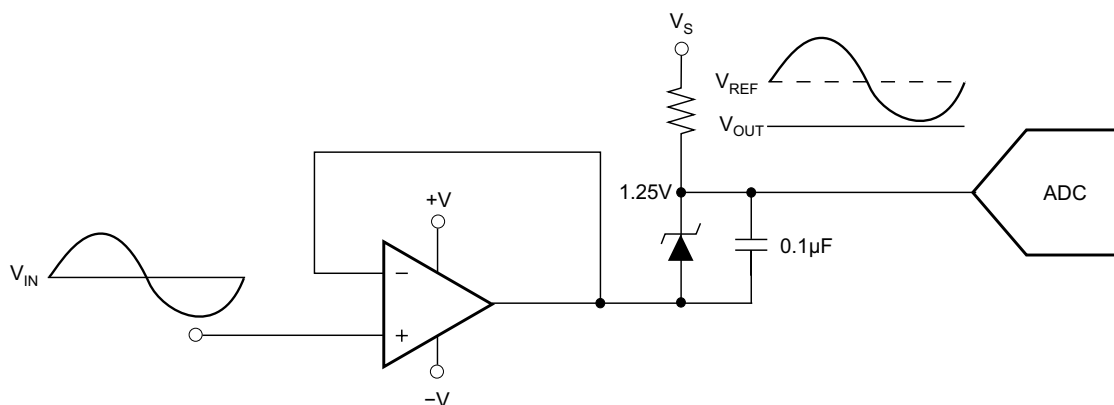 V_S
V_REF
V_OUT
1.25V
ADC
+V
V_IN
−
0.1µF
+
−V